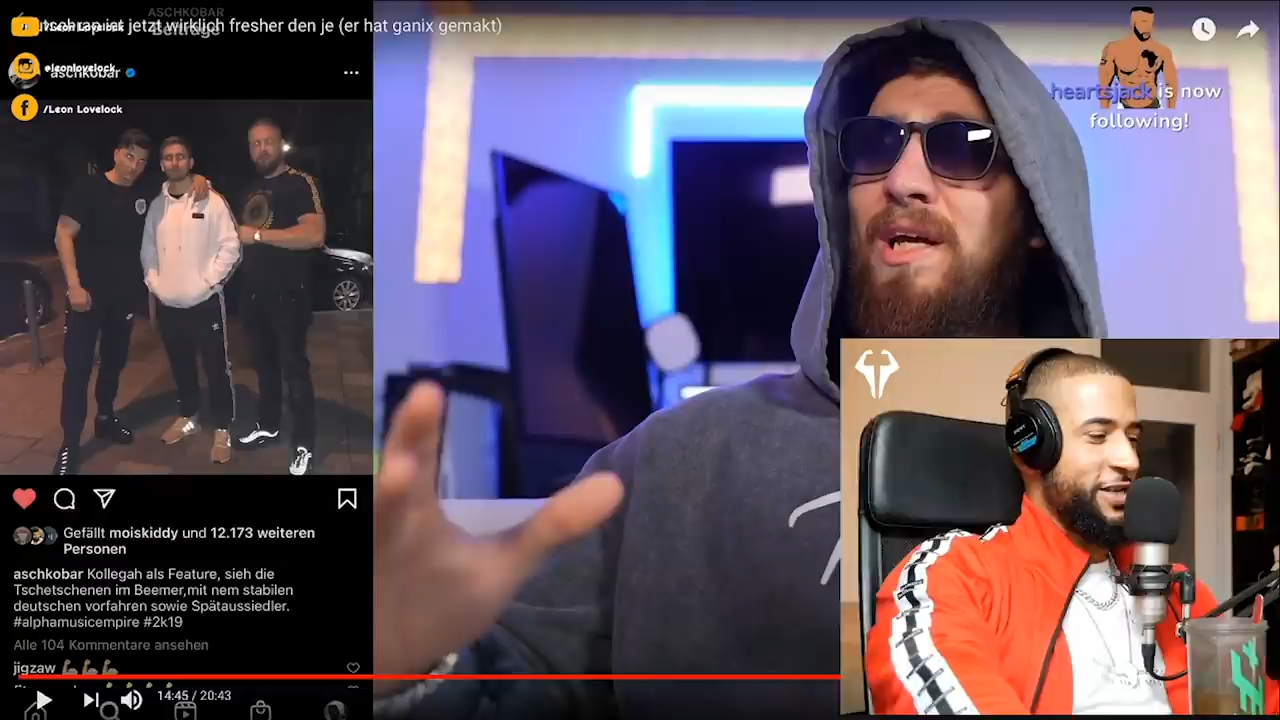 ASCHKOBAR
Beiträge
tschrap ist jetzt wirklich fresher den je (er hat ganix gemakt)
/Leon Lovelock
@leonlovelock
aschkobar
/Leon Lovelock
heartsjack is now
following!
Gefällt moiskiddy und 12.173 weiteren
Personen
aschkobar Kollegah als Feature, sieh die
Tschetschenen im Beemer,mit nem stabilen
deutschen vorfahren sowie Spätaussiedler.
#alphamusicempire #2k19
Alle 104 Kommentare ansehen
jigzaw
14:45 / 20:43